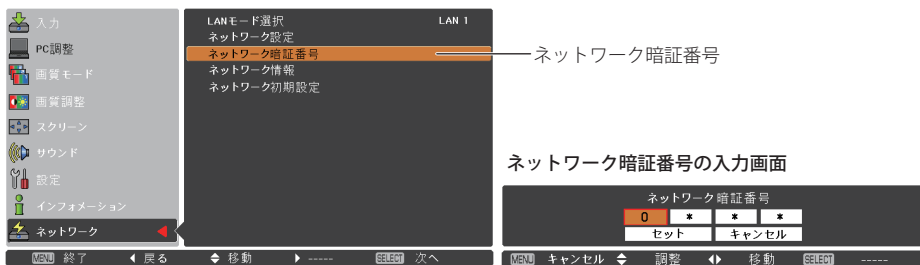 入力
PC調整
画質モード
画質調整
スクリーン
サウンド
設定
インフォメーション
ネットワーク
LANモード選択 LAN 1
ネットワーク設定
ネットワーク暗証番号
ネットワーク情報
ネットワーク初期設定
MENU 終了 戻る 移動 ----- SELECT 次へ
ネットワーク暗証番号
ネットワーク暗証番号の入力画面
ネットワーク暗証番号
0 * * *
セット キャンセル
MENU キャンセル 調整 移動 SELECT -----